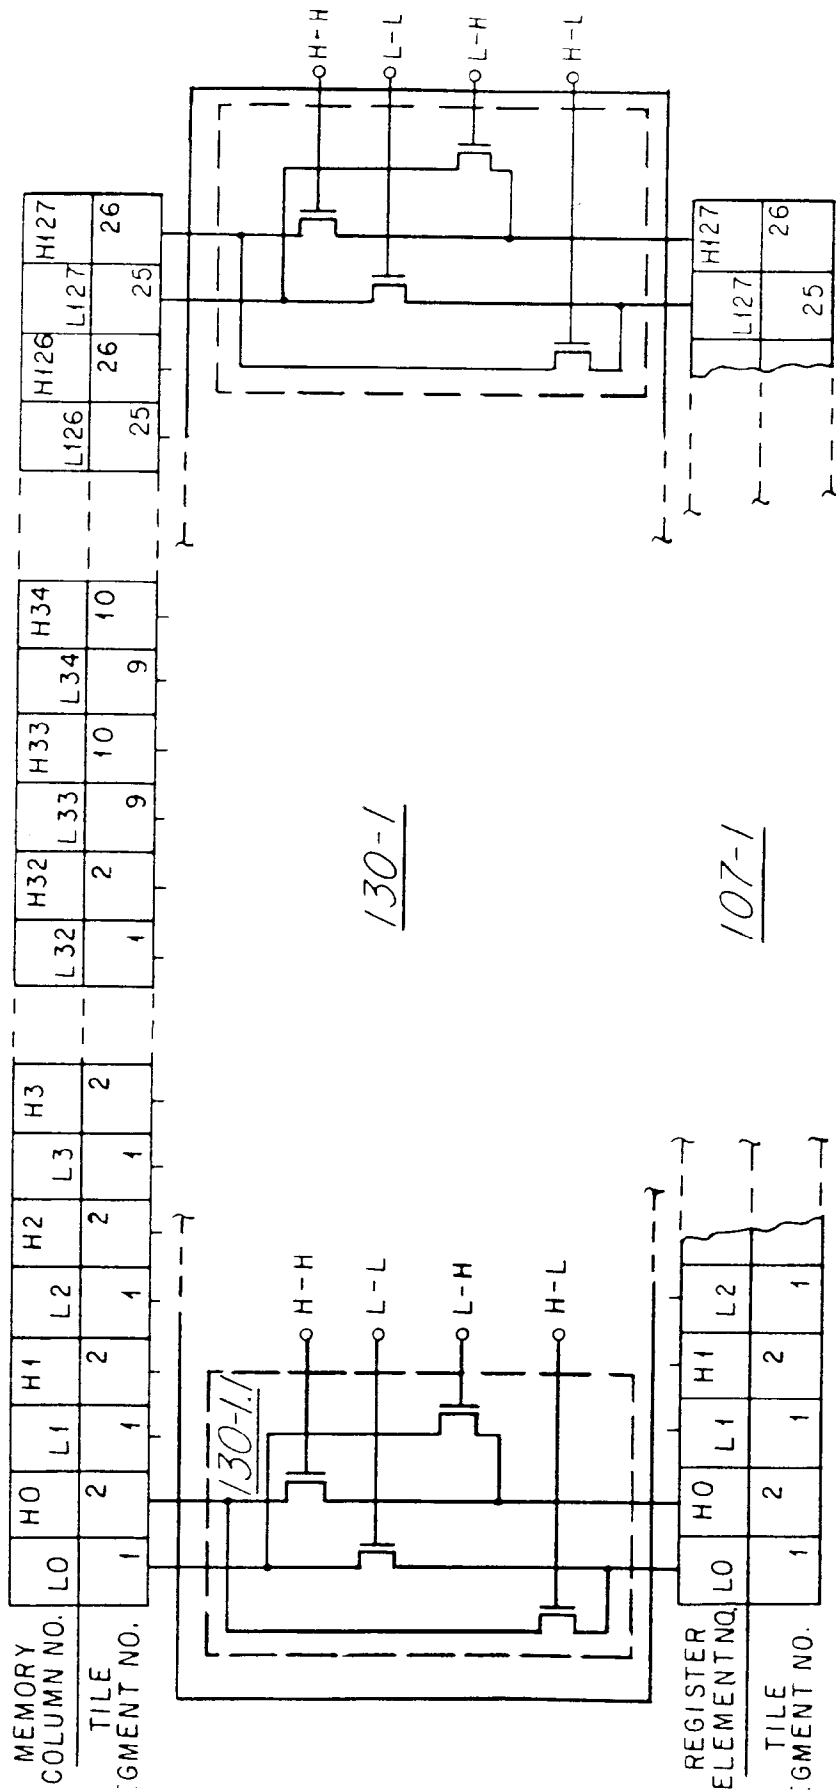 MEMORY
COLUMN NO.
L0 H0 L1 H1 L2 H2 L3 H3 L32 H32 L33 H33 L34 H34 L126 H126 L127 H127
TILE
GMENT NO.
1 2 1 2 1 2 1 2 1 2 9 10 9 10 25 26 25 26
130-1.1
H-H
L-L
L-H
H-L
130-1
H-H
L-L
L-H
H-L
107-1
REGISTER
ELEMENT NO.
L0 H0 L1 H1 L2 L127 H127
TILE
GMENT NO.
1 2 1 2 1 25 26